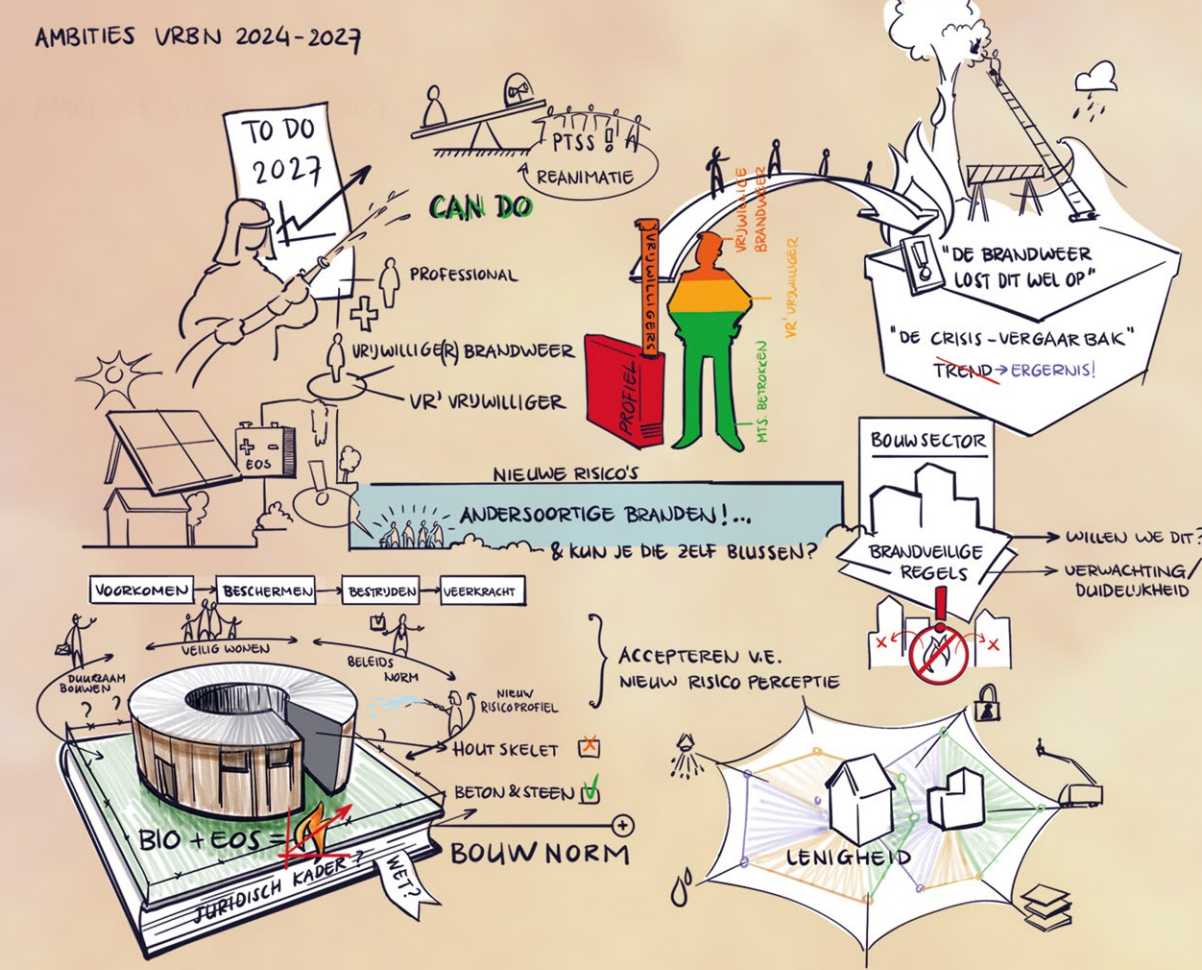 AMBITIES VRBN 2024-2027
TO DO
2027
PTSS !
REANIMATIE
CAN DO
PROFESSIONAL
VRIJWILLIGE(R) BRANDWEER
VR' VRIJWILLIGER
EOS
VRIJWILLIGERS
PROFIEL
VRIJWILLIGE
BRANDWEER
VR' VRIJWILLIGER
MTS. BETROKKEN
"DE BRANDWEER
LOST DIT WEL OP"
"DE CRISIS-VERGAARBAK"
TREND → ERGERNIS!
NIEUWE RISICO'S
ANDERSOORTIGE BRANDEN!...
& KUN JE DIE ZELF BLUSSEN?
BOUWSECTOR
BRANDVEILIGE
REGELS
WILLEN WE DIT?
VERWACHTING/
DUIDELIJKHEID
VOORKOMEN → BESCHERMEN → BESTRIJDEN → VEERKRACHT
VEILIG WONEN
BELEIDS
NORM
DUURZAAM
BOUWEN
? ?
NIEUW
RISICOPROFIEL
?
HOUT SKELET
BETON & STEEN
ACCEPTEREN V.E.
NIEUW RISICO PERCEPTIE
BIO + EOS =
JURIDISCH KADER?
WET?
BOUWNORM
LENIGHEID